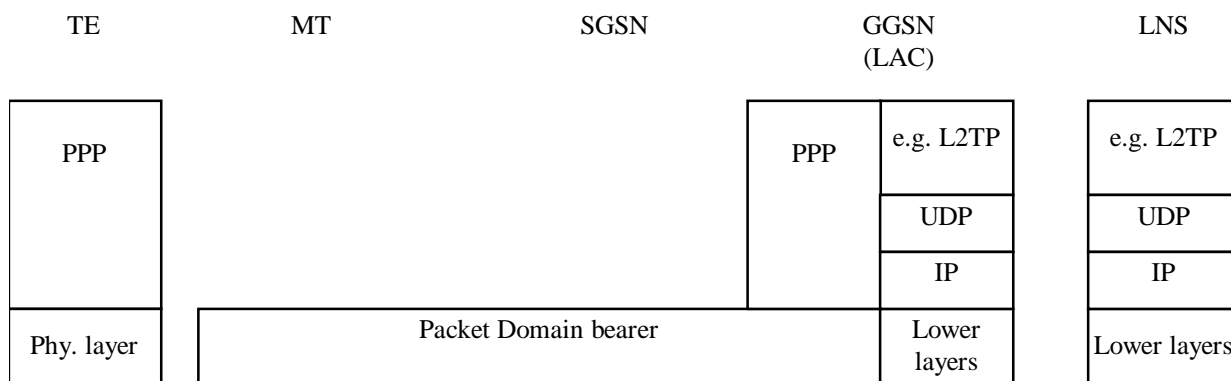 TE
MT
SGSN
GGSN
(LAC)
LNS
PPP
PPP
e.g. L2TP
e.g. L2TP
UDP
UDP
IP
IP
Phy. layer
Packet Domain bearer
Lower
layers
Lower layers